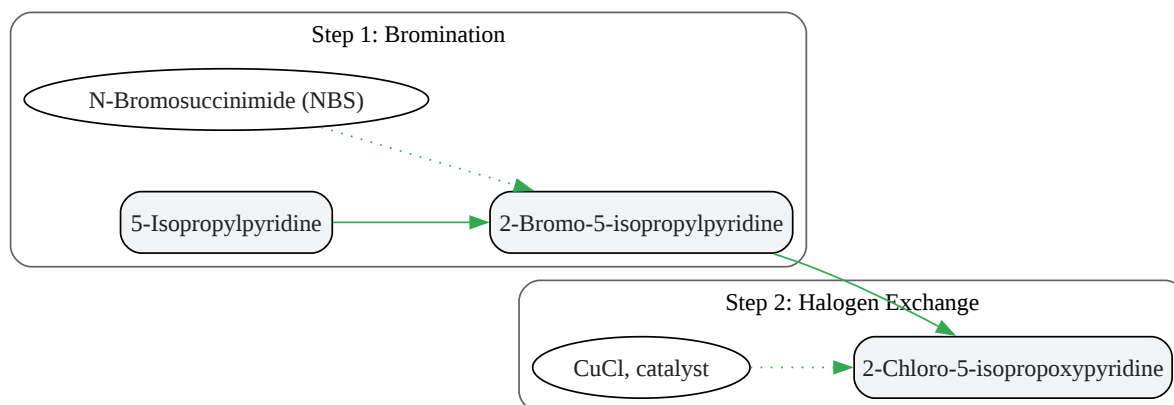 Step 1: Bromination
N-Bromosuccinimide (NBS)
5-Isopropylpyridine
2-Bromo-5-isopropylpyridine
Step 2: Halogen Exchange
CuCl, catalyst
2-Chloro-5-isopropoxypyridine